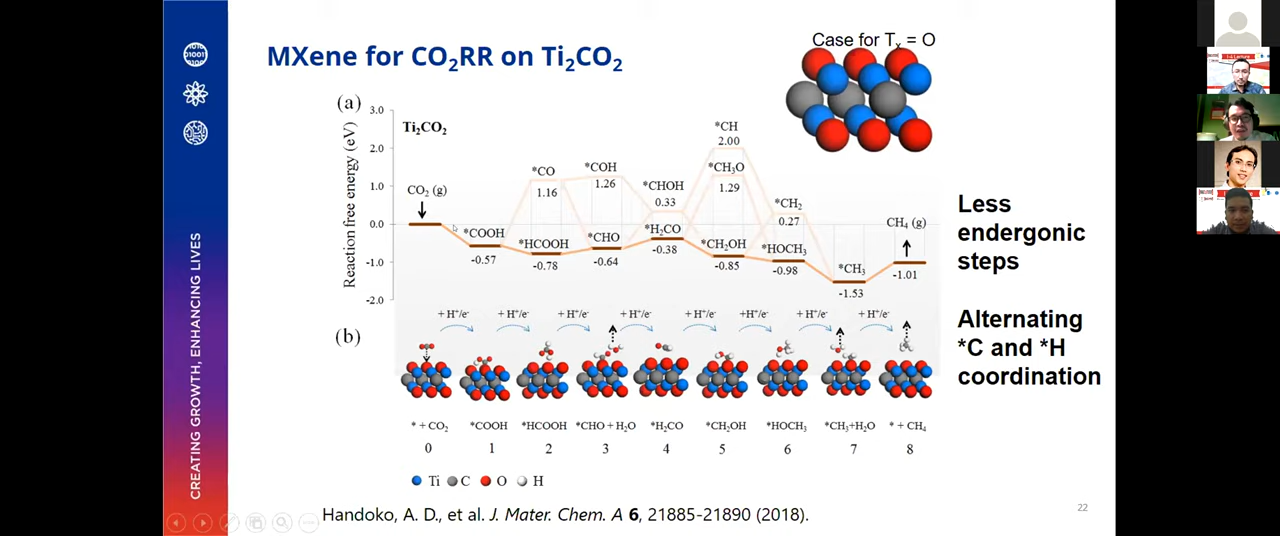 MXene for CO₂RR on Ti₂CO₂
Case for Tₓ = O
(a)
Ti₂CO₂
Reaction free energy (eV)
3.0
2.0
1.0
0.0
-1.0
-2.0
CO₂ (g)
*COOH
-0.57
*CO
1.16
*HCOOH
-0.78
*COH
1.26
*CHO
-0.64
*CHOH
0.33
*H₂CO
-0.38
*CH
2.00
*CH₃O
1.29
*CH₂OH
-0.85
*CH₂
0.27
*HOCH₃
-0.98
*CH₃
-1.53
CH₄ (g)
-1.01
Less
endergonic
steps
Alternating
*C and *H
coordination
(b)
+ H⁺/e⁻ + H⁺/e⁻ + H⁺/e⁻ + H⁺/e⁻ + H⁺/e⁻ + H⁺/e⁻ + H⁺/e⁻ + H⁺/e⁻
* + CO₂ *COOH *HCOOH *CHO + H₂O *H₂CO *CH₂OH *HOCH₃ *CH₃+H₂O * + CH₄
0 1 2 3 4 5 6 7 8
Ti C O H
Handoko, A. D., et al. J. Mater. Chem. A 6, 21885-21890 (2018).
22
CREATING GROWTH, ENHANCING LIVES